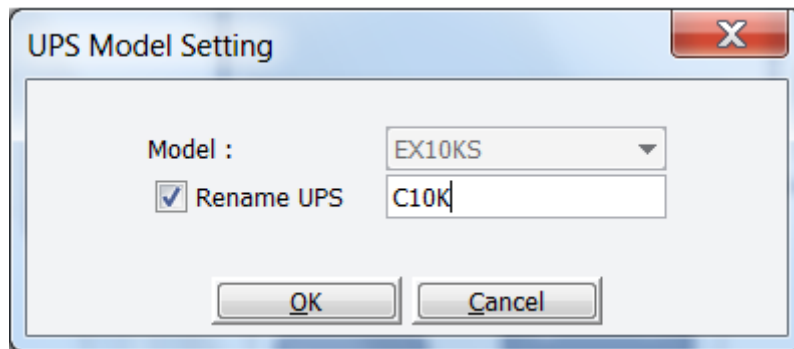 UPS Model Setting
Model : EX10KS
Rename UPS C10K
OK Cancel